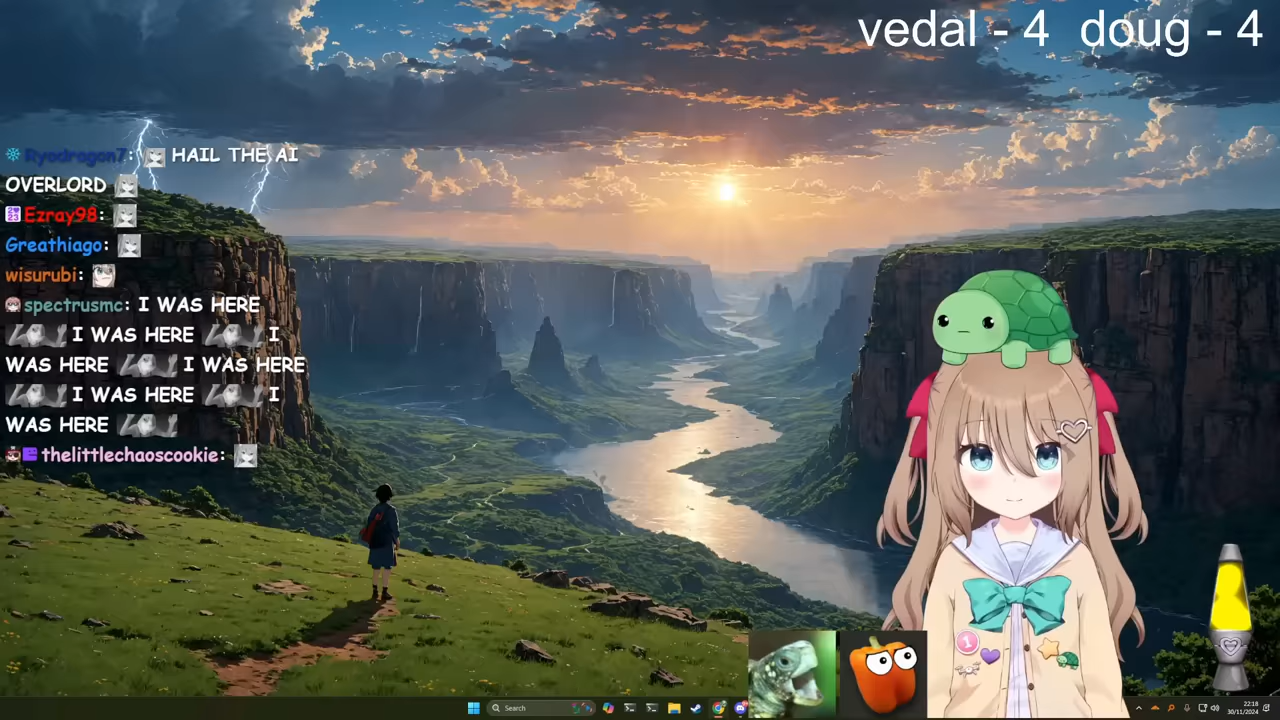 vedal - 4 doug - 4
Ryodragon7: HAIL THE AI
OVERLORD
Ezray98:
Greathiago:
wisurubi:
spectrusmc: I WAS HERE
I WAS HERE I
WAS HERE I WAS HERE
I WAS HERE I
WAS HERE
thelittlechaoscookie:
1
Search
22:18
30/11/2024